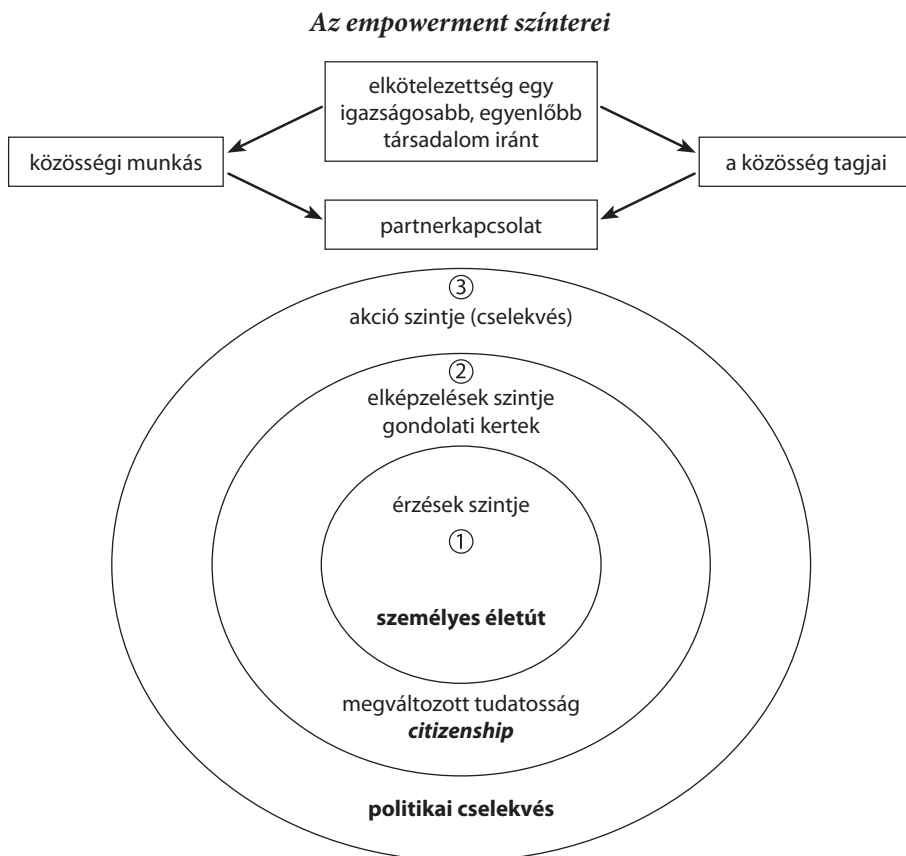 Az empowerment színterei
elkötelezettség egy
igazságosabb, egyenlőbb
társadalom iránt
közösségi munkás
a közösség tagjai
partnerkapcsolat
3
akció szintje (cselekvés)
2
elképzelések szintje
gondolati kertek
érzések szintje
1
személyes életút
megváltozott tudatosság
citizenship
politikai cselekvés